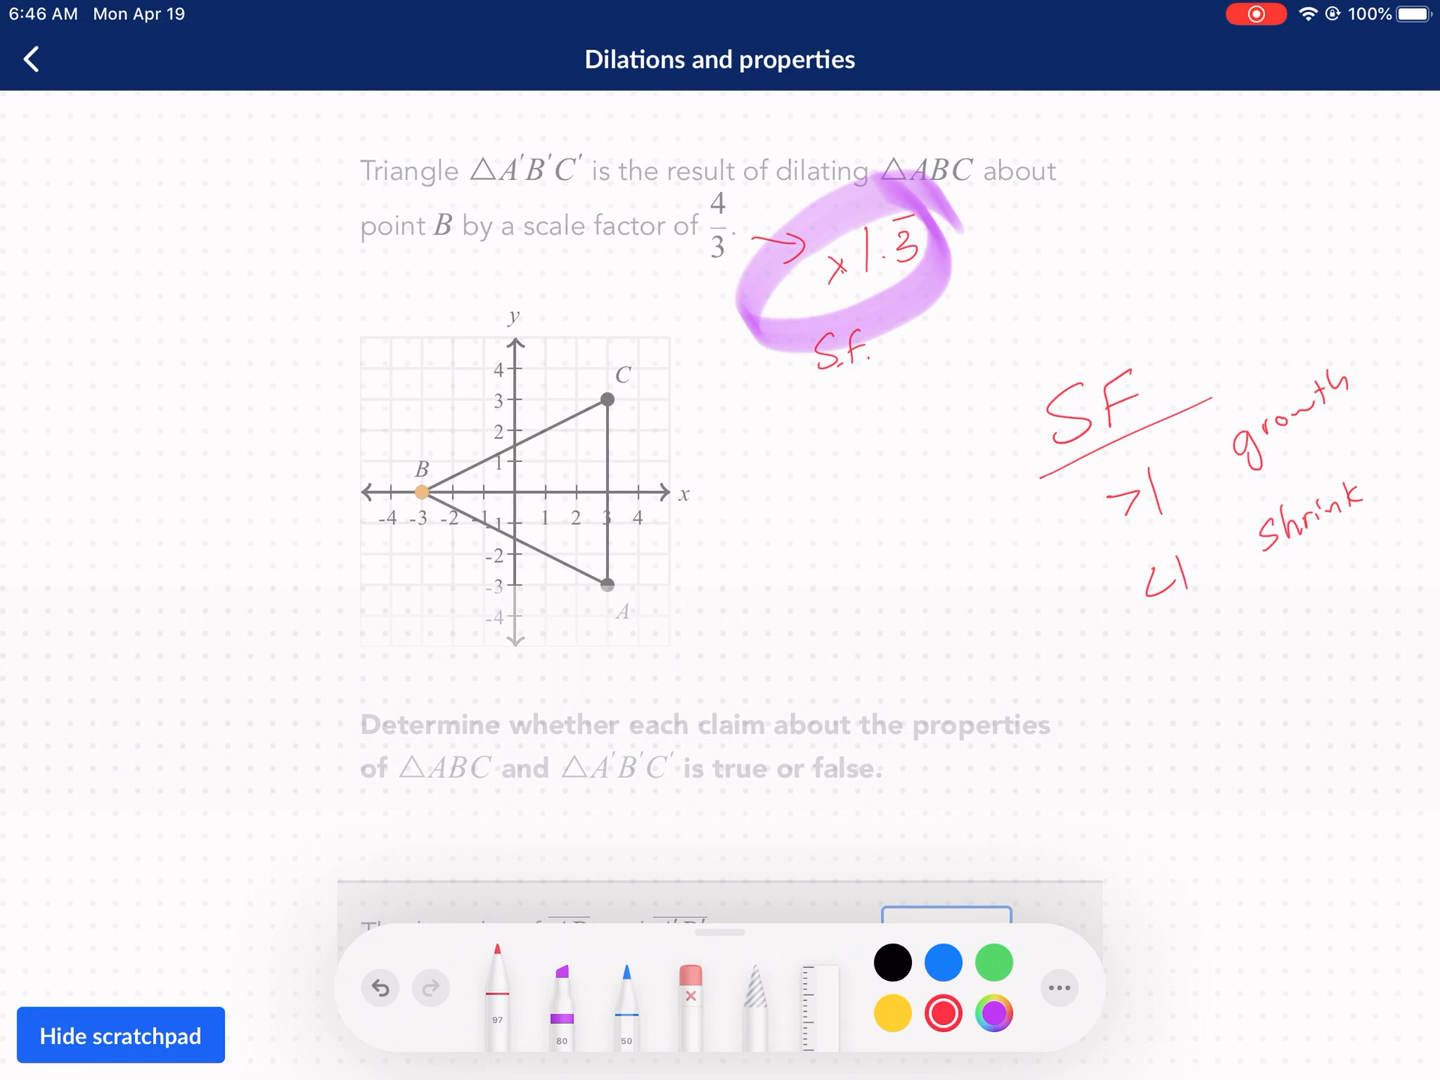 6:46 AM Mon Apr 19
100%
Dilations and properties
Triangle △A′B′C′ is the result of dilating △ABC about
point B by a scale factor of 4/3.
→ x 1.3̅
S.F.
SF
>1 growth
<1 shrink
y
4
3
2
1
C
B
x
-4 -3 -2 -1 1 2 3 4
-1
-2
-3
-4
A
Determine whether each claim about the properties
of △ABC and △A′B′C′ is true or false.
97
80
50
Hide scratchpad